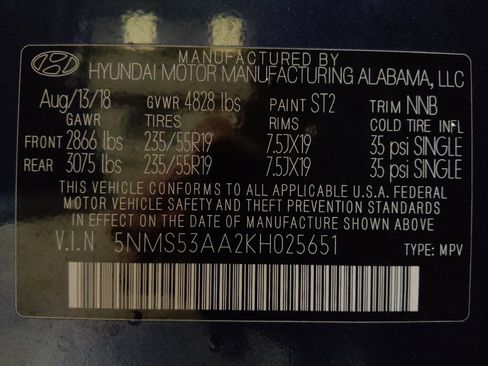 MANUFACTURED BY
HYUNDAI MOTOR MANUFACTURING ALABAMA, LLC
Aug/13/18 GVWR 4828 lbs PAINT ST2 TRIM NNB
GAWR TIRES RIMS COLD TIRE INFL
FRONT 2866 lbs 235/55R19 7.5JX19 35 psi SINGLE
REAR 3075 lbs 235/55R19 7.5JX19 35 psi SINGLE
THIS VEHICLE CONFORMS TO ALL APPLICABLE U.S.A. FEDERAL
MOTOR VEHICLE SAFETY AND THEFT PREVENTION STANDARDS
IN EFFECT ON THE DATE OF MANUFACTURE SHOWN ABOVE
V.I.N 5NMS53AA2KH025651 TYPE: MPV